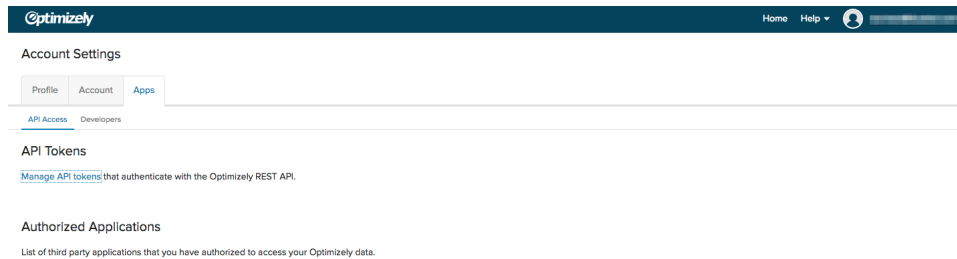 Optimizely
Home Help
Account Settings
Profile Account Apps
API Access Developers
API Tokens
Manage API tokens that authenticate with the Optimizely REST API.
Authorized Applications
List of third party applications that you have authorized to access your Optimizely data.